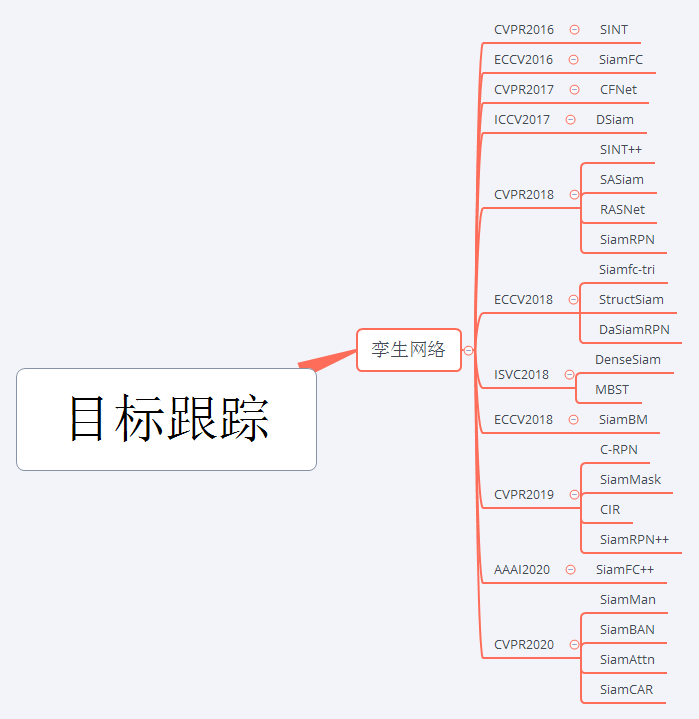 目标跟踪
孪生网络
CVPR2016
SINT
ECCV2016
SiamFC
CVPR2017
CFNet
ICCV2017
DSiam
CVPR2018
SINT++
SASiam
RASNet
SiamRPN
ECCV2018
Siamfc-tri
StructSiam
DaSiamRPN
ISVC2018
DenseSiam
MBST
ECCV2018
SiamBM
CVPR2019
C-RPN
SiamMask
CIR
SiamRPN++
AAAI2020
SiamFC++
CVPR2020
SiamMan
SiamBAN
SiamAttn
SiamCAR